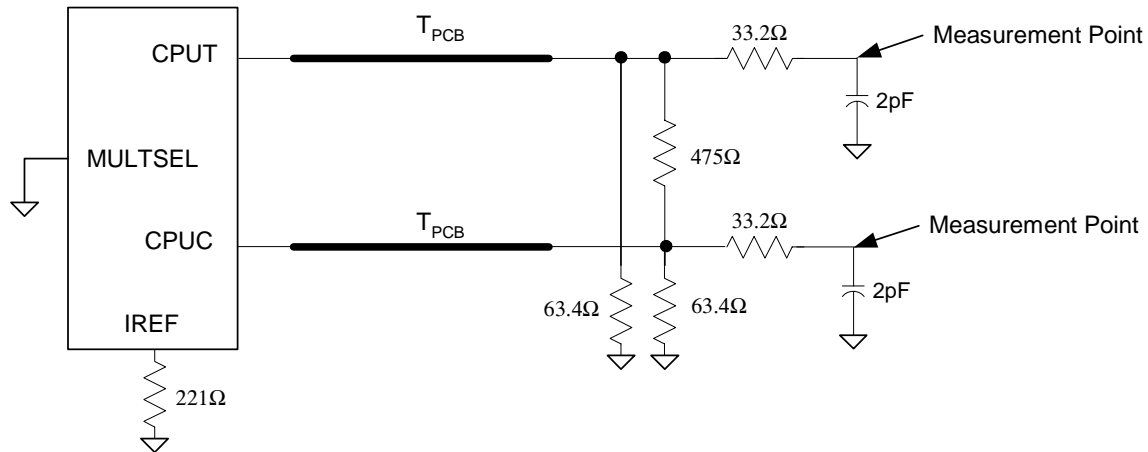 T_PCB
33.2Ω
Measurement Point
CPUT
2pF
MULTSEL
475Ω
T_PCB
33.2Ω
Measurement Point
CPUC
2pF
63.4Ω
63.4Ω
IREF
221Ω